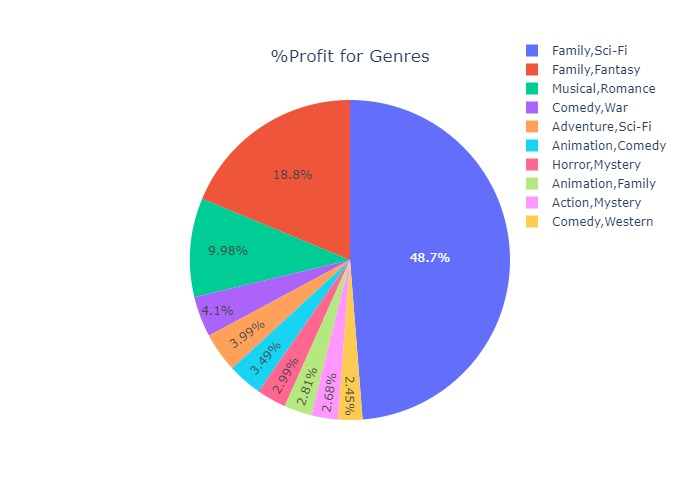 %Profit for Genres
Family,Sci-Fi
Family,Fantasy
Musical,Romance
Comedy,War
Adventure,Sci-Fi
Animation,Comedy
Horror,Mystery
Animation,Family
Action,Mystery
Comedy,Western
18.8%
9.98%
48.7%
4.1%
3.99%
3.49%
2.99%
2.81%
2.68%
2.45%